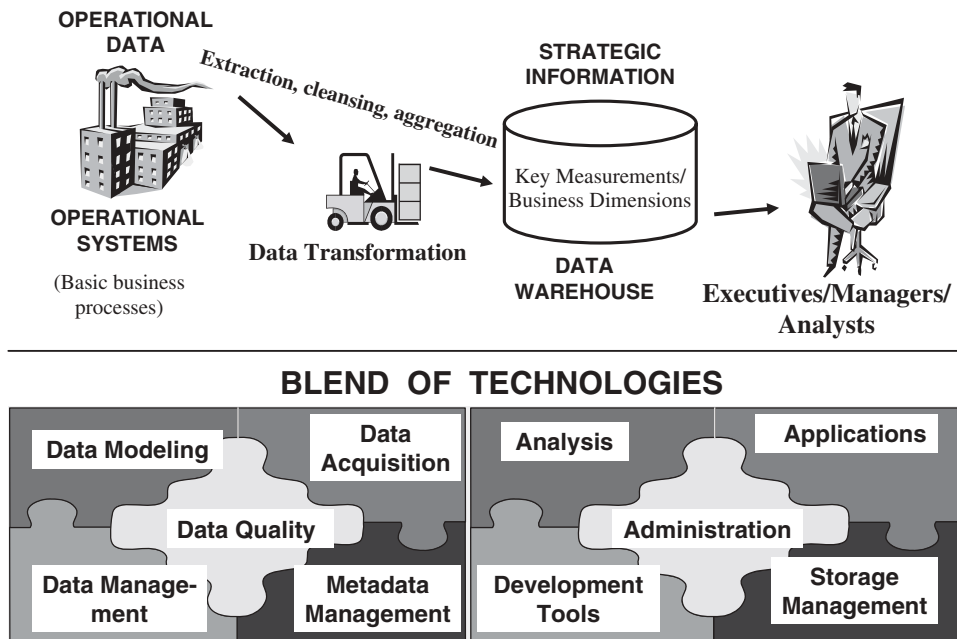 OPERATIONAL
DATA
Extraction, cleansing, aggregation
STRATEGIC
INFORMATION
Key Measurements/
Business Dimensions
OPERATIONAL
SYSTEMS
(Basic business
processes)
Data Transformation
DATA
WAREHOUSE
Executives/Managers/
Analysts
BLEND OF TECHNOLOGIES
Data Modeling
Data
Acquisition
Data Quality
Data Manage-
ment
Metadata
Management
Analysis
Applications
Administration
Development
Tools
Storage
Management